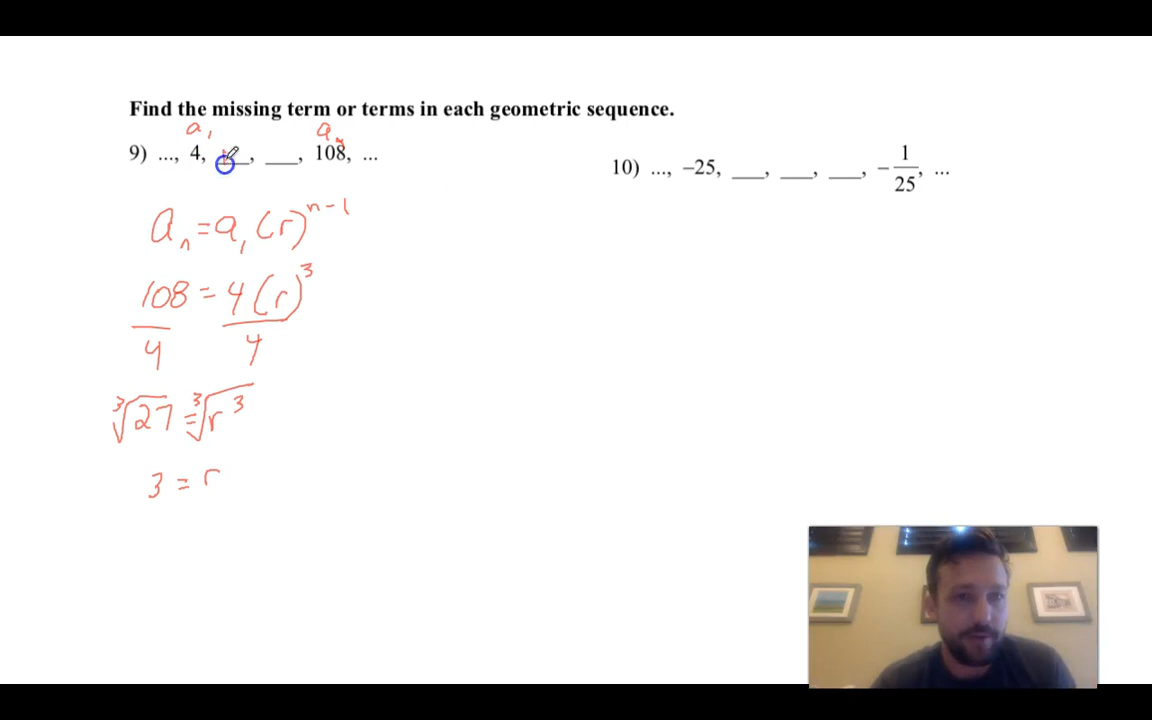 Find the missing term or terms in each geometric sequence.
a₁ a₄
9) ..., 4, ___, ___, 108, ...
10) ..., –25, ___, ___, ___, –1/25, ...
aₙ = a₁ (r)ⁿ⁻¹
108 = 4 (r)³
4 4
∛27 = ∛r³
3 = r